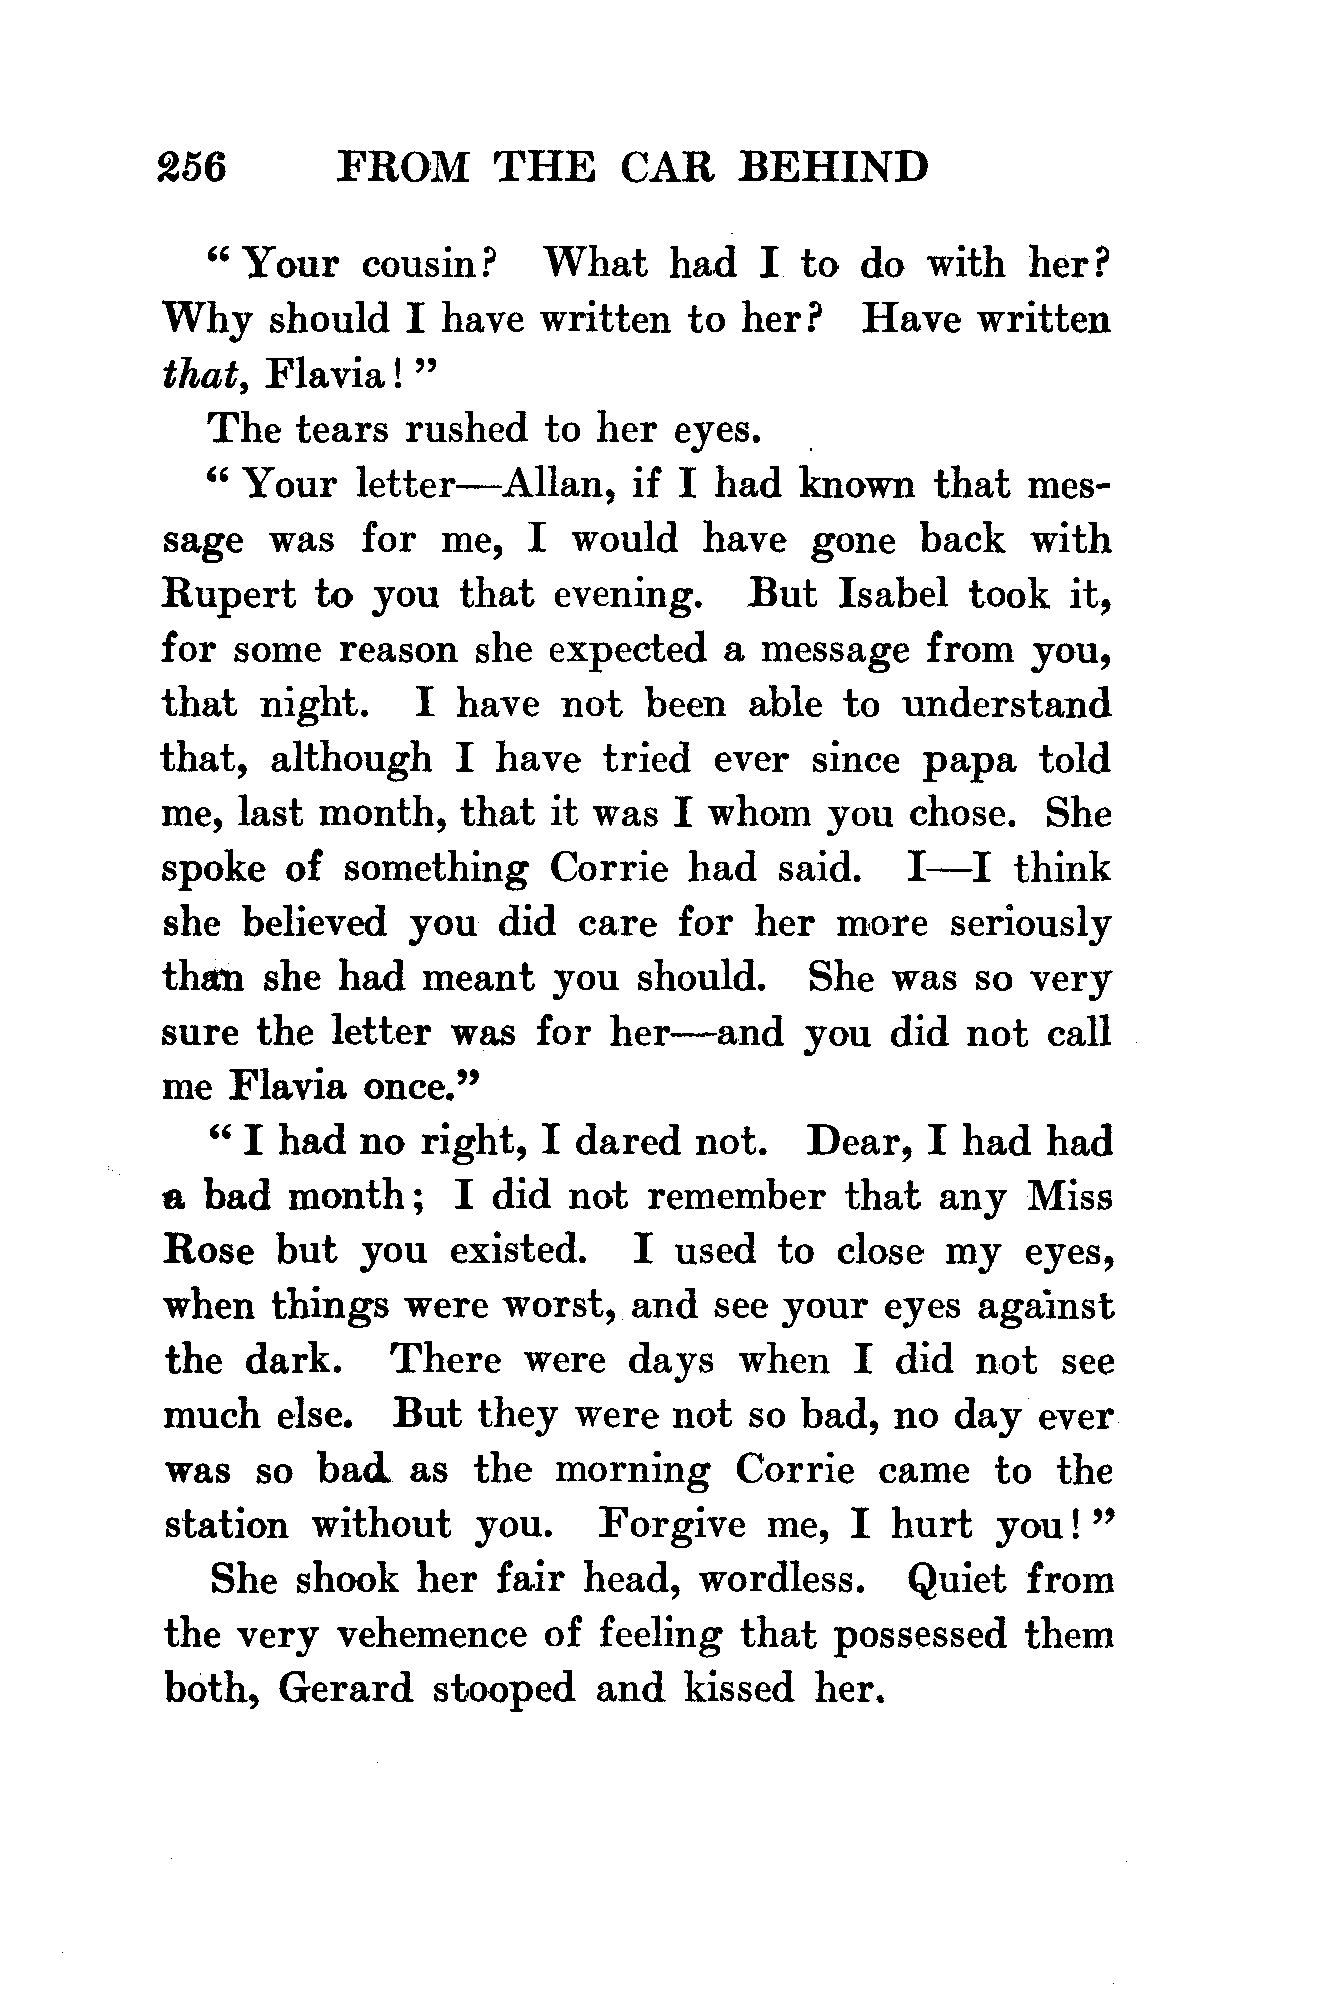 256 FROM THE CAR BEHIND
“ Your cousin? What had I to do with her?
Why should I have written to her? Have written
that, Flavia! ”
The tears rushed to her eyes.
“ Your letter—Allan, if I had known that mes-
sage was for me, I would have gone back with
Rupert to you that evening. But Isabel took it,
for some reason she expected a message from you,
that night. I have not been able to understand
that, although I have tried ever since papa told
me, last month, that it was I whom you chose. She
spoke of something Corrie had said. I—I think
she believed you did care for her more seriously
than she had meant you should. She was so very
sure the letter was for her—and you did not call
me Flavia once.”
“ I had no right, I dared not. Dear, I had had
a bad month; I did not remember that any Miss
Rose but you existed. I used to close my eyes,
when things were worst, and see your eyes against
the dark. There were days when I did not see
much else. But they were not so bad, no day ever
was so bad as the morning Corrie came to the
station without you. Forgive me, I hurt you! ”
She shook her fair head, wordless. Quiet from
the very vehemence of feeling that possessed them
both, Gerard stooped and kissed her.